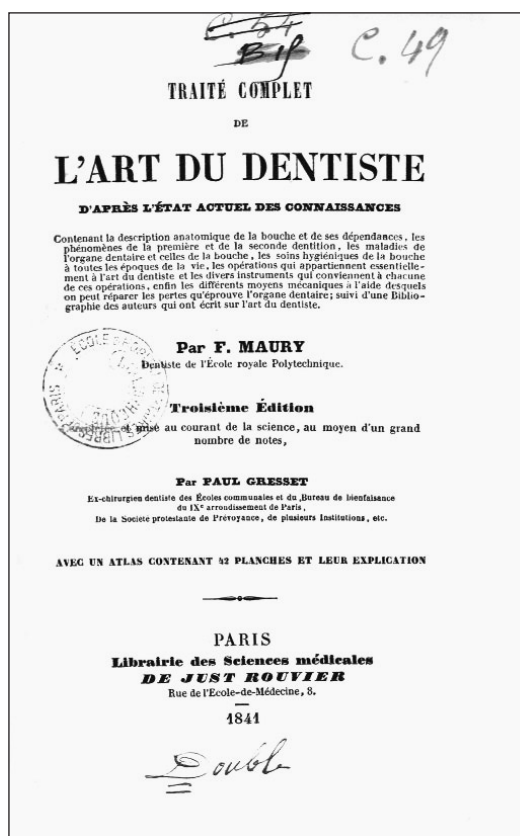 C. 54
C. 49
TRAITÉ COMPLET
DE
L'ART DU DENTISTE
D'APRÈS L'ÉTAT ACTUEL DES CONNAISSANCES
Contenant la description anatomique de la bouche et de ses dépendances, les
phénomènes de la première et de la seconde dentition, les maladies de
l'organe dentaire et celles de la bouche, les soins hygiéniques de la bouche
à toutes les époques de la vie, les opérations qui appartiennent essentielle-
ment à l'art du dentiste et les divers instruments qui conviennent à chacune
de ces opérations, enfin les différents moyens mécaniques à l'aide desquels
on peut réparer les pertes qu'éprouve l'organe dentaire; suivi d'une Biblio-
graphie des auteurs qui ont écrit sur l'art du dentiste.
Par F. MAURY
Dentiste de l'École royale Polytechnique.
Troisième Édition
et mise au courant de la science, au moyen d'un grand
nombre de notes,
Par PAUL GRESSET
Ex-chirurgien dentiste des Écoles communales et du Bureau de bienfaisance
du IXe arrondissement de Paris,
De la Société protestante de Prévoyance, de plusieurs Institutions, etc.
AVEC UN ATLAS CONTENANT 42 PLANCHES ET LEUR EXPLICATION
PARIS
Librairie des Sciences médicales
DE JUST ROUVIER
Rue de l'Ecole-de-Médecine, 8.
1841
Double